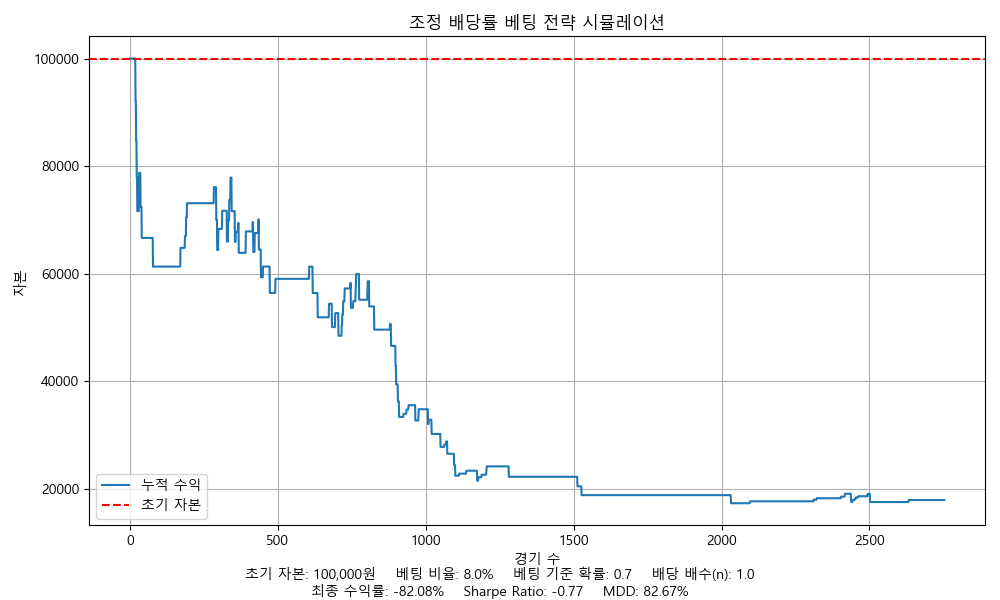 조정 배당률 베팅 전략 시뮬레이션
자본
100000
80000
60000
40000
20000
누적 수익
초기 자본
0
500
1000
1500
2000
2500
경기 수
초기 자본: 100,000원 베팅 비율: 8.0% 베팅 기준 확률: 0.7 배당 배수(n): 1.0
최종 수익률: -82.08% Sharpe Ratio: -0.77 MDD: 82.67%